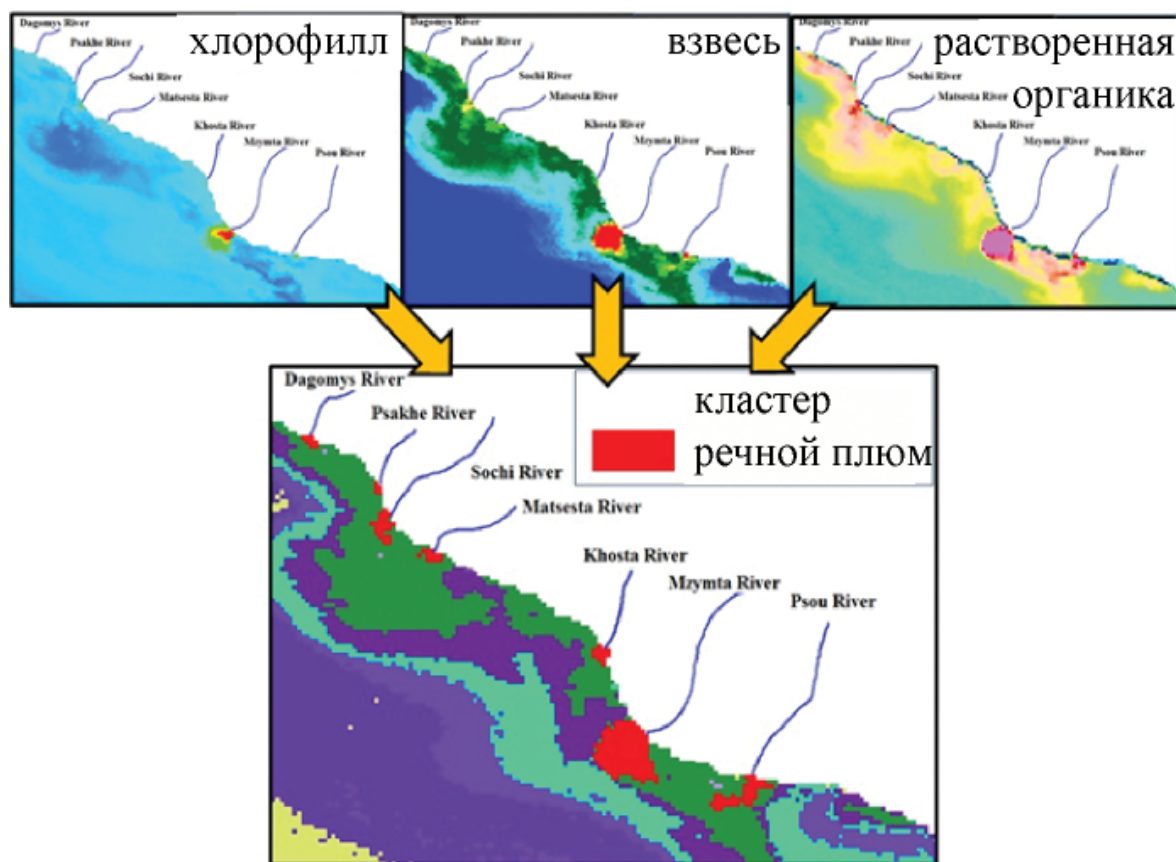 хлорофилл
Dagomys River
Psakhe River
Sochi River
Matsesta River
Khosta River
Mzymta River
Psou River
взвесь
Dagomys River
Psakhe River
Sochi River
Matsesta River
Khosta River
Mzymta River
Psou River
растворенная
органика
Dagomys River
Psakhe River
Sochi River
Matsesta River
Khosta River
Mzymta River
Psou River
кластер
речной плюм
Dagomys River
Psakhe River
Sochi River
Matsesta River
Khosta River
Mzymta River
Psou River